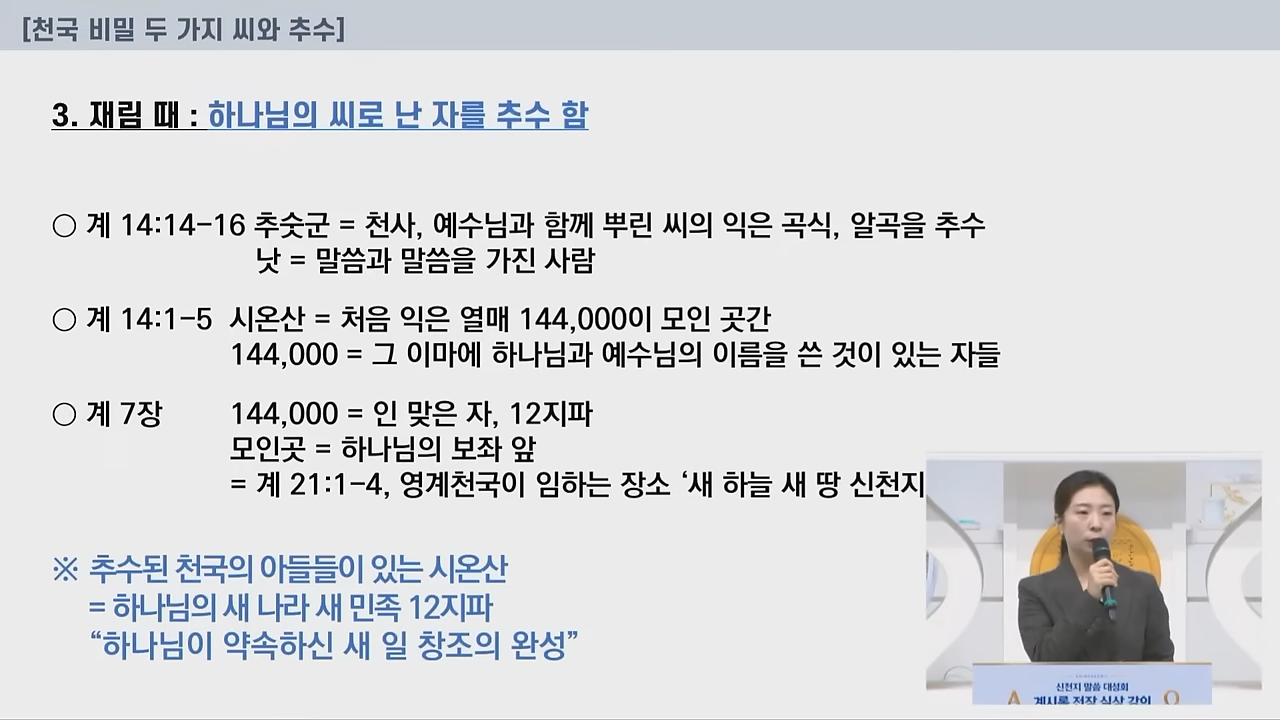 [천국 비밀 두 가지 씨와 추수]
3. 재림 때 : 하나님의 씨로 난 자를 추수 함
○ 계 14:14-16 추숫군 = 천사, 예수님과 함께 뿌린 씨의 익은 곡식, 알곡을 추수
낫 = 말씀과 말씀을 가진 사람
○ 계 14:1-5 시온산 = 처음 익은 열매 144,000이 모인 곳간
144,000 = 그 이마에 하나님과 예수님의 이름을 쓴 것이 있는 자들
○ 계 7장 144,000 = 인 맞은 자, 12지파
모인곳 = 하나님의 보좌 앞
= 계 21:1-4, 영계천국이 임하는 장소 ‘새 하늘 새 땅 신천지
※ 추수된 천국의 아들들이 있는 시온산
= 하나님의 새 나라 새 민족 12지파
“하나님이 약속하신 새 일 창조의 완성”
신천지 말씀 대성회
A 계시록 전장 실상 강의 Ω